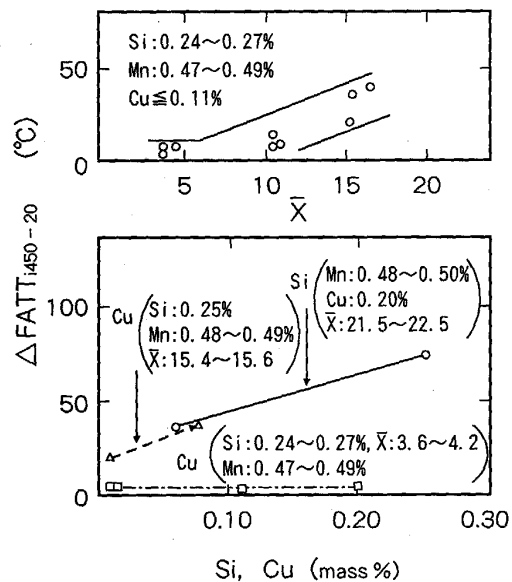 Si:0.24~0.27%
Mn:0.47~0.49%
Cu≦0.11%
50
0
5
10
15
20
X̄
(°C)
ΔFATTi450-20
100
50
0
Cu
Si:0.25%
Mn:0.48~0.49%
X̄:15.4~15.6
Si
Mn:0.48~0.50%
Cu:0.20%
X̄:21.5~22.5
Cu
Si:0.24~0.27%, X̄:3.6~4.2
Mn:0.47~0.49%
0.10
0.20
0.30
Si, Cu (mass%)